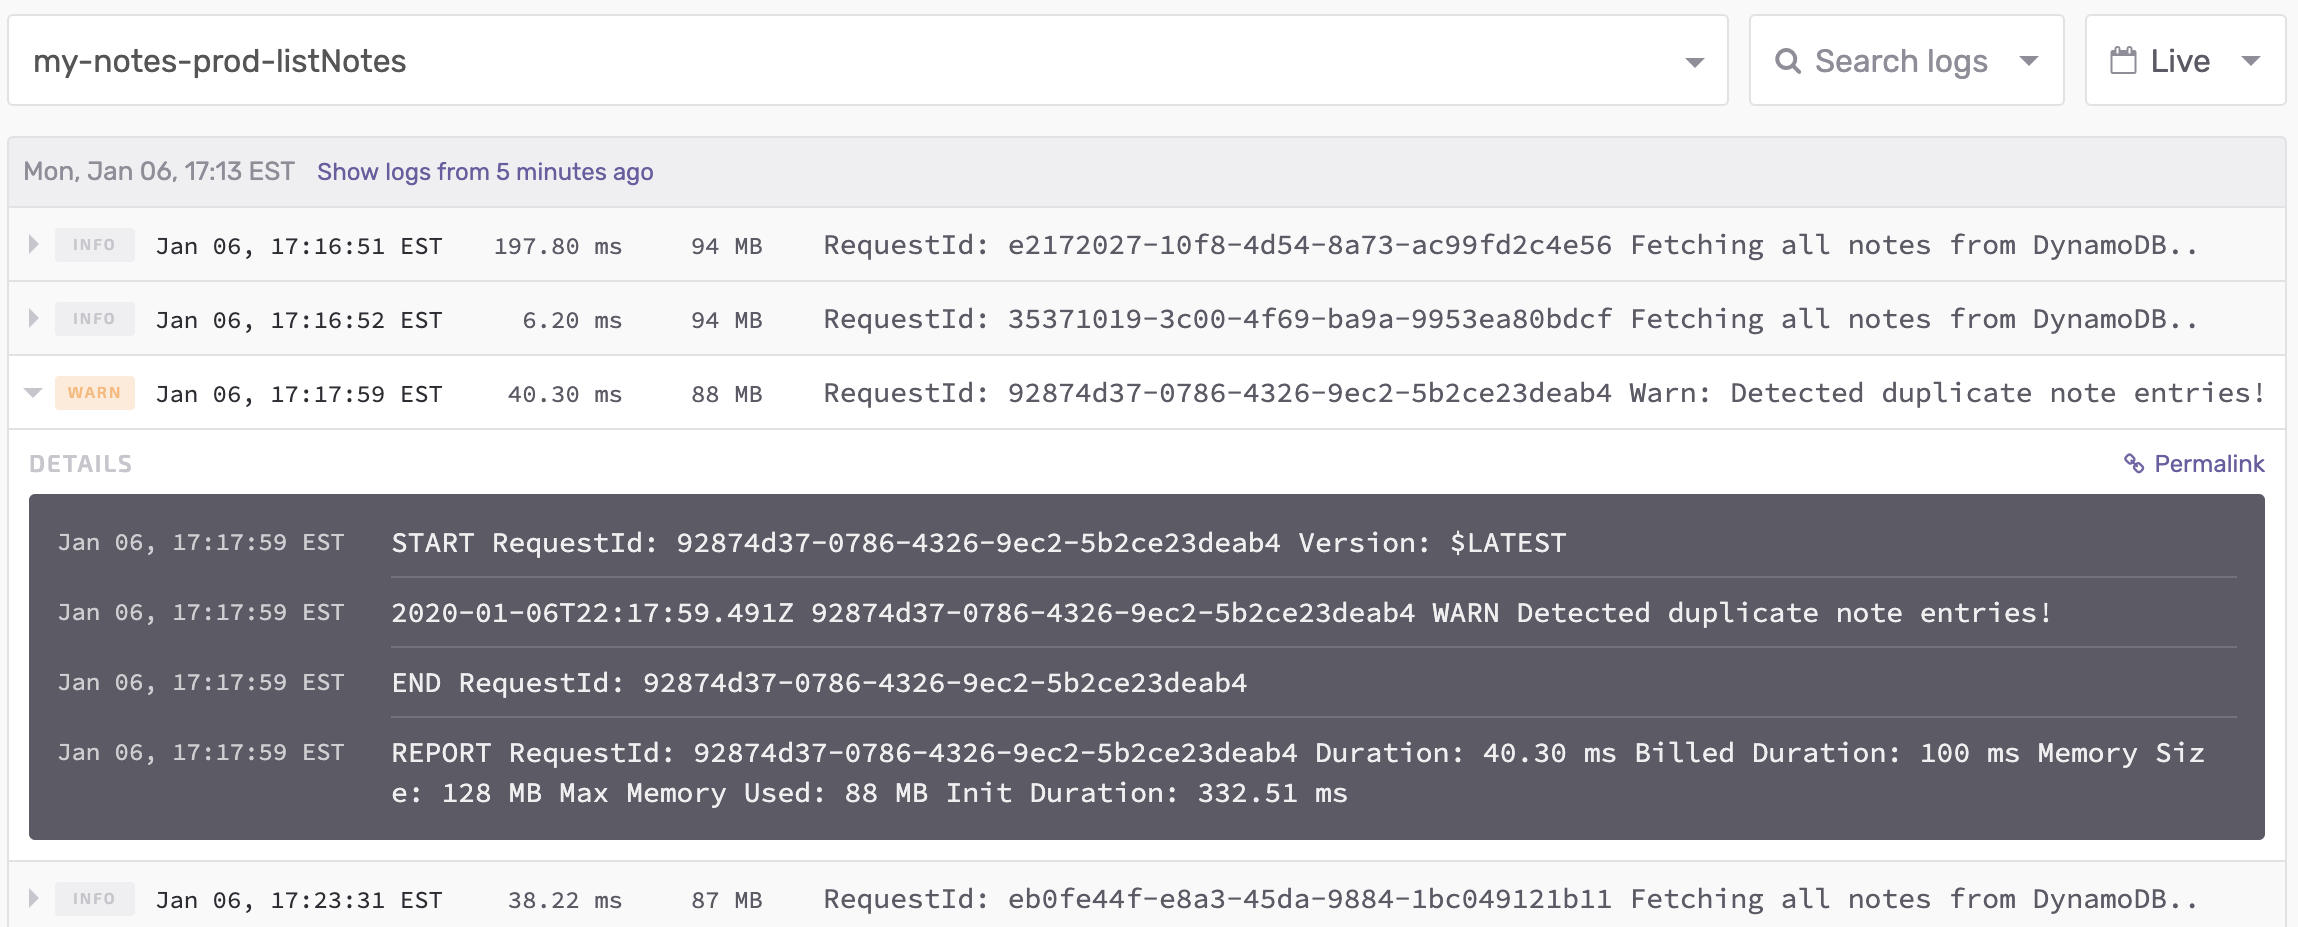 my-notes-prod-listNotes
Search logs
Live
Mon, Jan 06, 17:13 EST Show logs from 5 minutes ago
INFO Jan 06, 17:16:51 EST 197.80 ms 94 MB RequestId: e2172027-10f8-4d54-8a73-ac99fd2c4e56 Fetching all notes from DynamoDB..
INFO Jan 06, 17:16:52 EST 6.20 ms 94 MB RequestId: 35371019-3c00-4f69-ba9a-9953ea80bdcf Fetching all notes from DynamoDB..
WARN Jan 06, 17:17:59 EST 40.30 ms 88 MB RequestId: 92874d37-0786-4326-9ec2-5b2ce23deab4 Warn: Detected duplicate note entries!
DETAILS Permalink
Jan 06, 17:17:59 EST START RequestId: 92874d37-0786-4326-9ec2-5b2ce23deab4 Version: $LATEST
Jan 06, 17:17:59 EST 2020-01-06T22:17:59.491Z 92874d37-0786-4326-9ec2-5b2ce23deab4 WARN Detected duplicate note entries!
Jan 06, 17:17:59 EST END RequestId: 92874d37-0786-4326-9ec2-5b2ce23deab4
Jan 06, 17:17:59 EST REPORT RequestId: 92874d37-0786-4326-9ec2-5b2ce23deab4 Duration: 40.30 ms Billed Duration: 100 ms Memory Siz
e: 128 MB Max Memory Used: 88 MB Init Duration: 332.51 ms
INFO Jan 06, 17:23:31 EST 38.22 ms 87 MB RequestId: eb0fe44f-e8a3-45da-9884-1bc049121b11 Fetching all notes from DynamoDB..